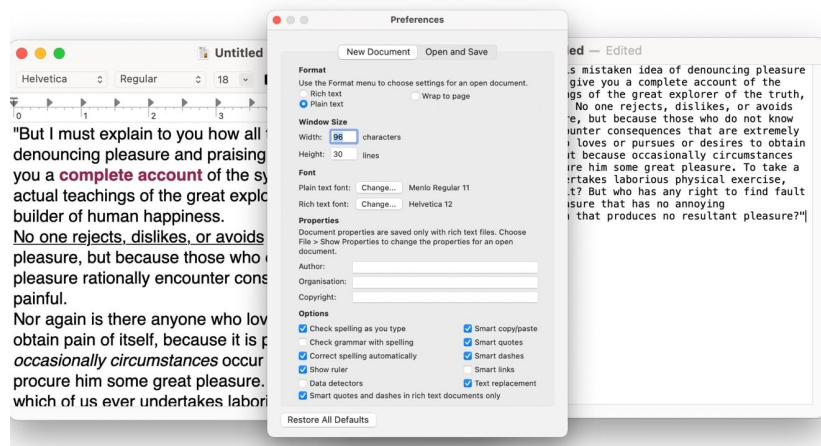 Preferences
New Document Open and Save
Format
Use the Format menu to choose settings for an open document.
Rich text Wrap to page
Plain text
Window Size
Width: 96 characters
Height: 30 lines
Font
Plain text font: Change... Menlo Regular 11
Rich text font: Change... Helvetica 12
Properties
Document properties are saved only with rich text files. Choose
File > Show Properties to change the properties for an open
document.
Author:
Organisation:
Copyright:
Options
Check spelling as you type Smart copy/paste
Check grammar with spelling Smart quotes
Correct spelling automatically Smart dashes
Show ruler Smart links
Data detectors Text replacement
Smart quotes and dashes in rich text documents only
Restore All Defaults
Untitled
Helvetica Regular 18
0 1 2 3
"But I must explain to you how all
denouncing pleasure and praising
you a complete account of the sy
actual teachings of the great explo
builder of human happiness.
No one rejects, dislikes, or avoids
pleasure, but because those who
pleasure rationally encounter cons
painful.
Nor again is there anyone who lov
obtain pain of itself, because it is p
occasionally circumstances occur
procure him some great pleasure.
which of us ever undertakes labori
ed — Edited
s mistaken idea of denouncing pleasure
give you a complete account of the
gs of the great explorer of the truth,
No one rejects, dislikes, or avoids
e, but because those who do not know
unter consequences that are extremely
loves or pursues or desires to obtain
t because occasionally circumstances
re him some great pleasure. To take a
ertakes laborious physical exercise,
t? But who has any right to find fault
sure that has no annoying
that produces no resultant pleasure?"